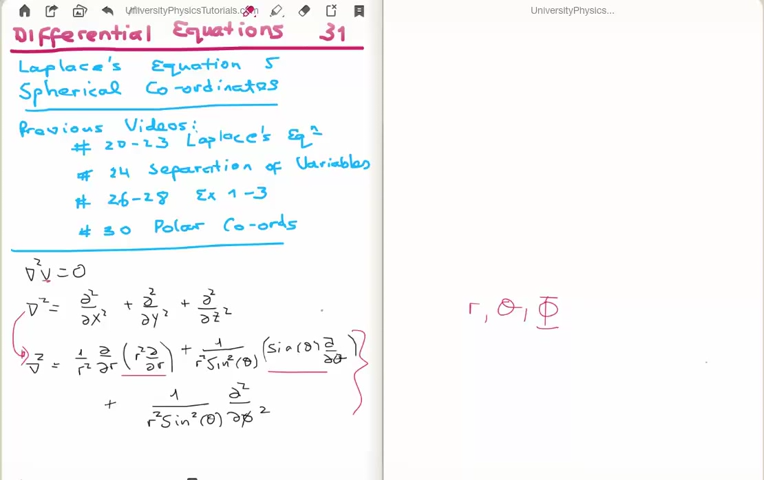 UniversityPhysicsTutorials.com
Differential Equations 31
Laplace's Equation 5
Spherical Co-ordinates
Previous Videos:
# 20-23 Laplace's Eqⁿ
# 24 Separation of Variables
# 26-28 Ex 1-3
# 30 Polar Co-ords
∇²V = 0
∇² = ∂²/∂x² + ∂²/∂y² + ∂²/∂z²
∇² = 1/r² ∂/∂r (r² ∂/∂r) + 1/(r² Sin²(θ)) (Sin(θ) ∂/∂θ)
+ 1/(r² Sin²(θ)) ∂²/∂φ²
UniversityPhysics...
r, θ, Φ